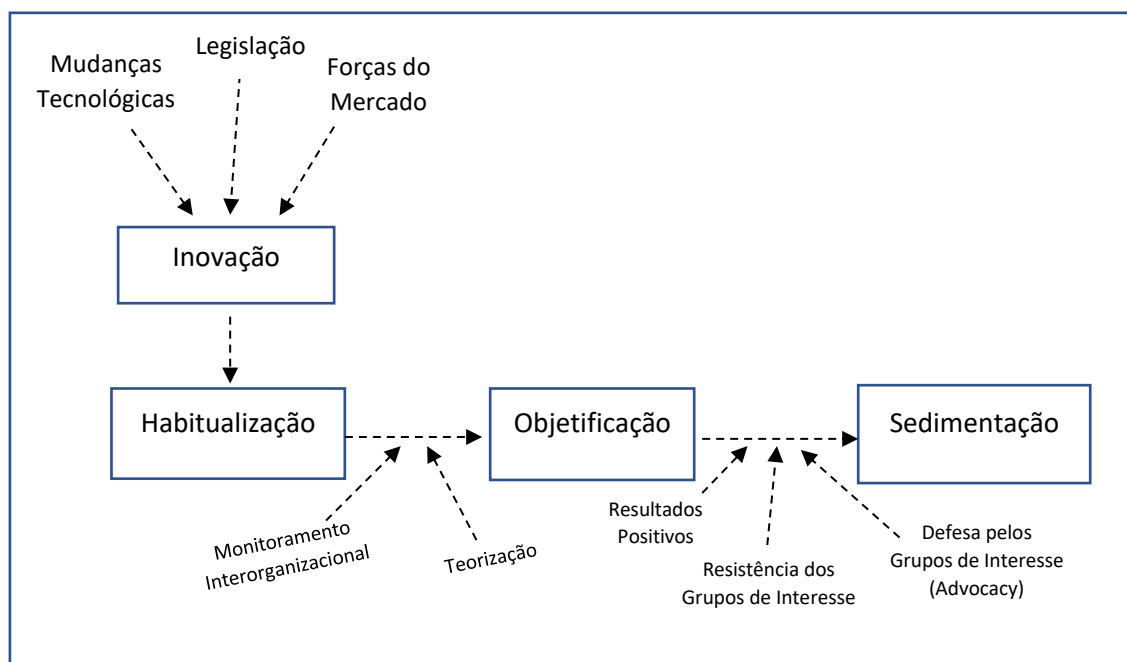 Legislação
Mudanças
Tecnológicas
Forças do
Mercado
Inovação
Habitualização
Objetificação
Sedimentação
Monitoramento
Interorganizacional
Teorização
Resultados
Positivos
Resistência dos
Grupos de Interesse
Defesa pelos
Grupos de Interesse
(Advocacy)